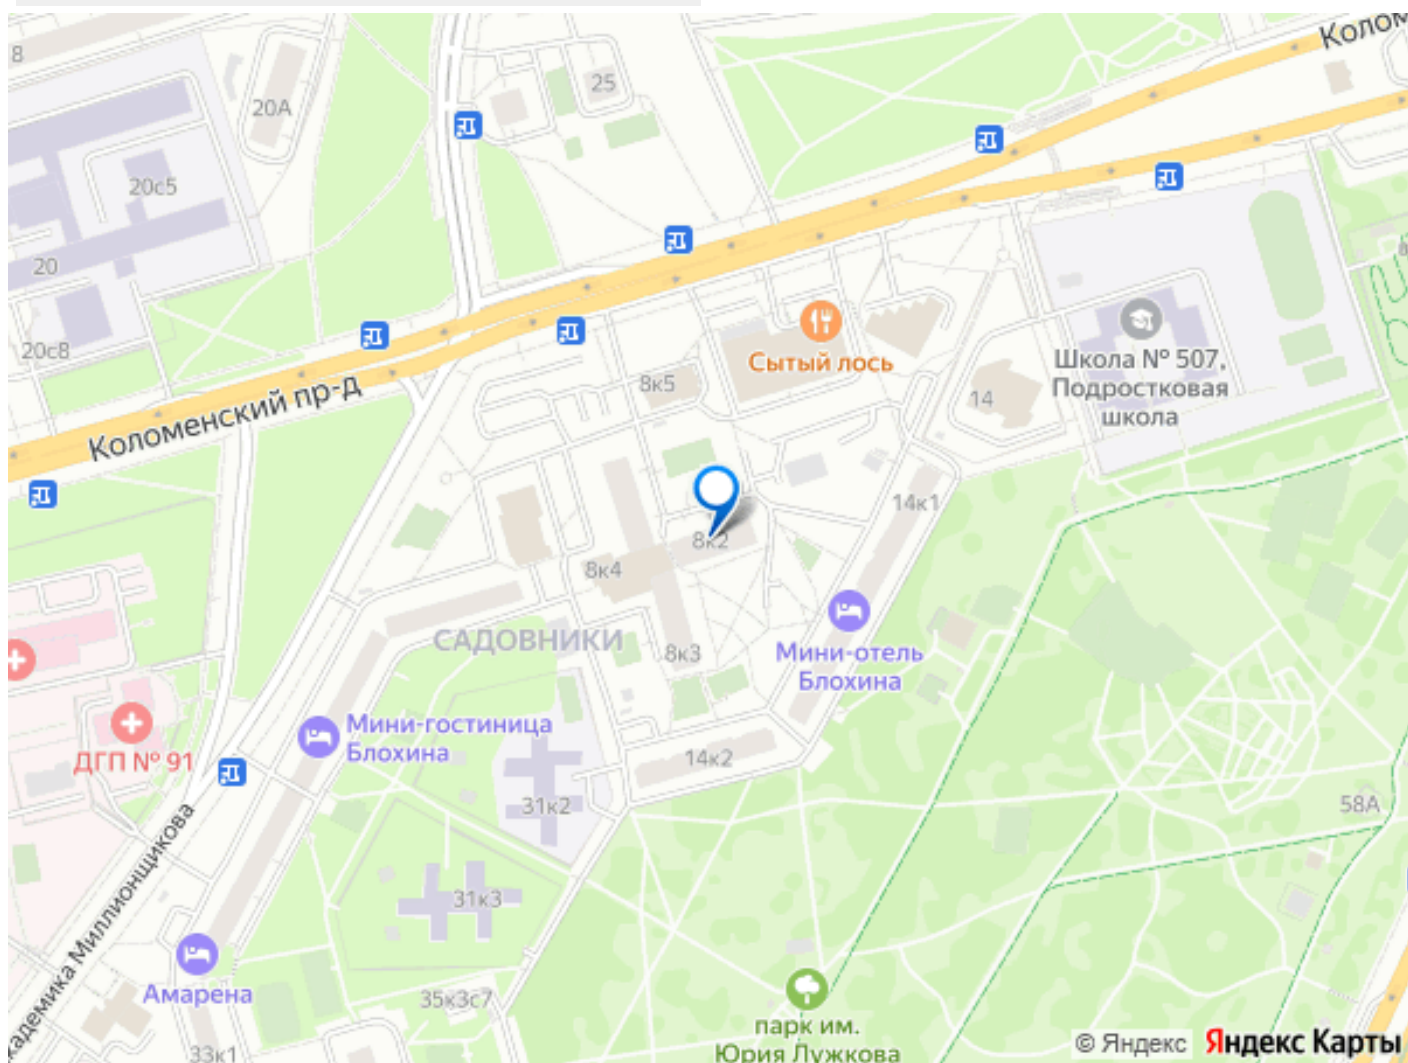 Колом
8
25
20А
20с5
20
20с8
Коломенский пр-д
Сытый лось
8к5
14
Школа № 507,
Подростковая
школа
14к1
8к2
8к4
САДОВНИКИ
8к3
Мини-отель
Блохина
Мини-гостиница
Блохина
ДГП № 91
14к2
31к2
58А
31к3
Амарена
кадемика Миллионщикова
35к3с7
33к1
парк им.
Юрия Лужкова
© Яндекс Яндекс Карты